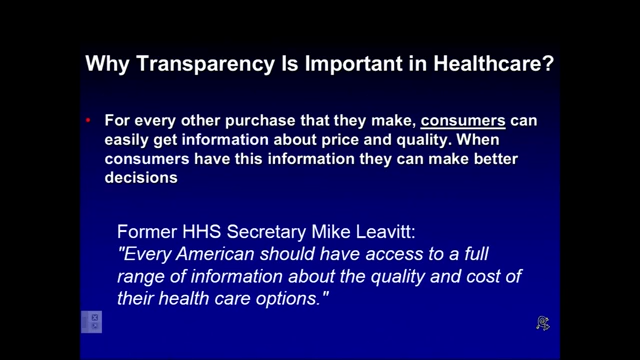 Why Transparency Is Important in Healthcare?
• For every other purchase that they make, consumers can
easily get information about price and quality. When
consumers have this information they can make better
decisions
Former HHS Secretary Mike Leavitt:
"Every American should have access to a full
range of information about the quality and cost of
their health care options."